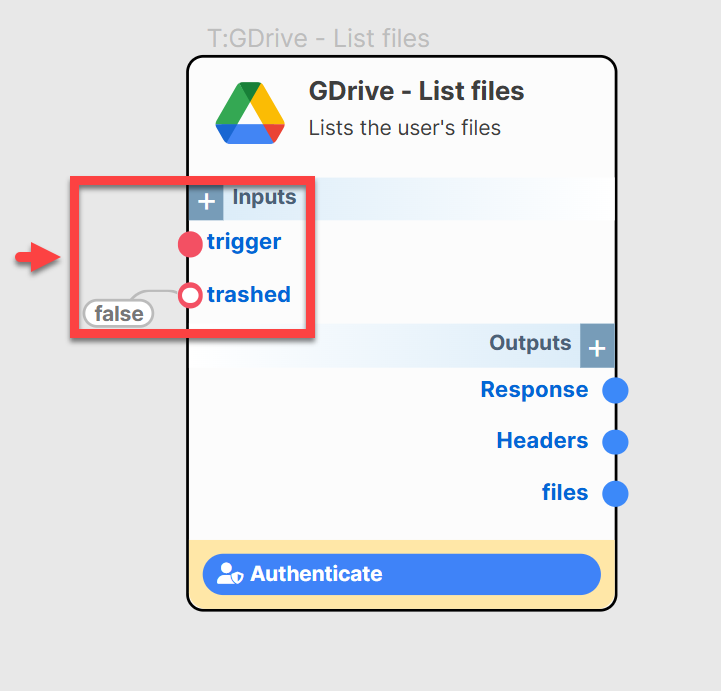 T:GDrive - List files
GDrive - List files
Lists the user's files
+ Inputs
trigger
trashed
false
Outputs +
Response
Headers
files
Authenticate